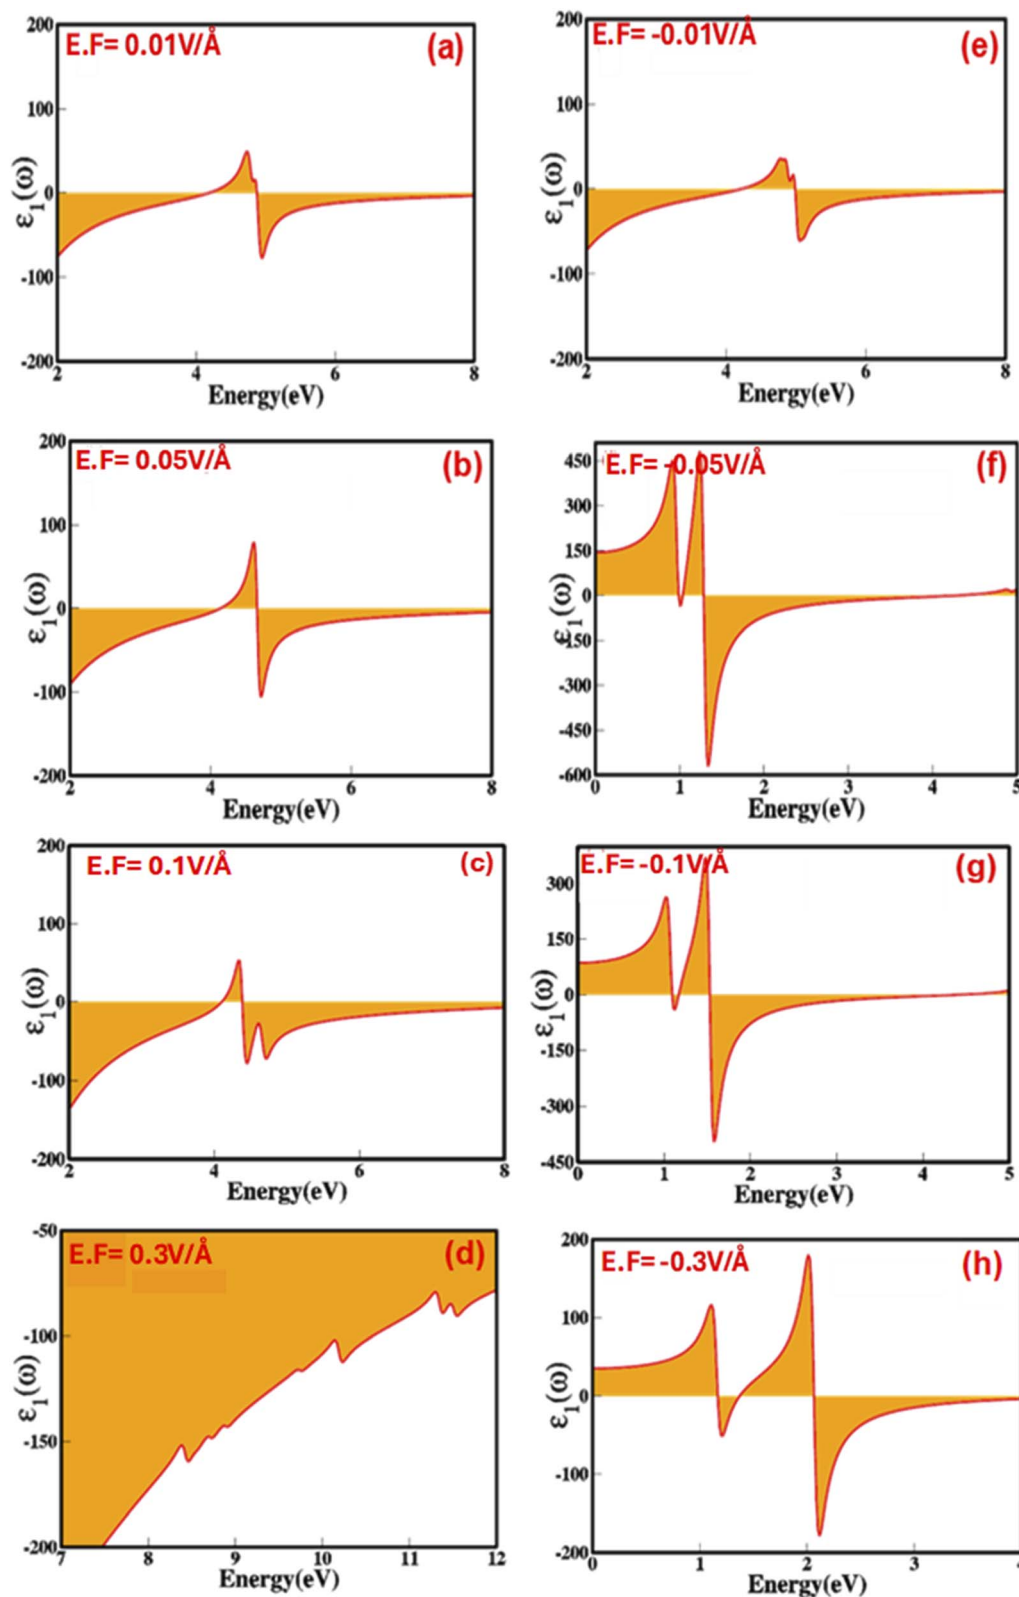 E.F= 0.01V/Å (a)
200
100
0
-100
-200
ε₁(ω)
2 4 6 8
Energy(eV)
E.F= -0.01V/Å (e)
200
100
0
-100
-200
ε₁(ω)
2 4 6 8
Energy(eV)
E.F= 0.05V/Å (b)
200
100
0
-100
-200
ε₁(ω)
2 4 6 8
Energy(eV)
E.F= -0.05V/Å (f)
450
300
150
0
-150
-300
-450
-600
ε₁(ω)
0 1 2 3 4 5
Energy(eV)
E.F= 0.1V/Å (c)
200
100
0
-100
-200
ε₁(ω)
2 4 6 8
Energy(eV)
E.F= -0.1V/Å (g)
300
150
0
-150
-300
-450
ε₁(ω)
0 1 2 3 4 5
Energy(eV)
E.F= 0.3V/Å (d)
-50
-100
-150
-200
ε₁(ω)
7 8 9 10 11 12
Energy(eV)
E.F= -0.3V/Å (h)
200
100
0
-100
-200
ε₁(ω)
0 1 2 3
Energy(eV)